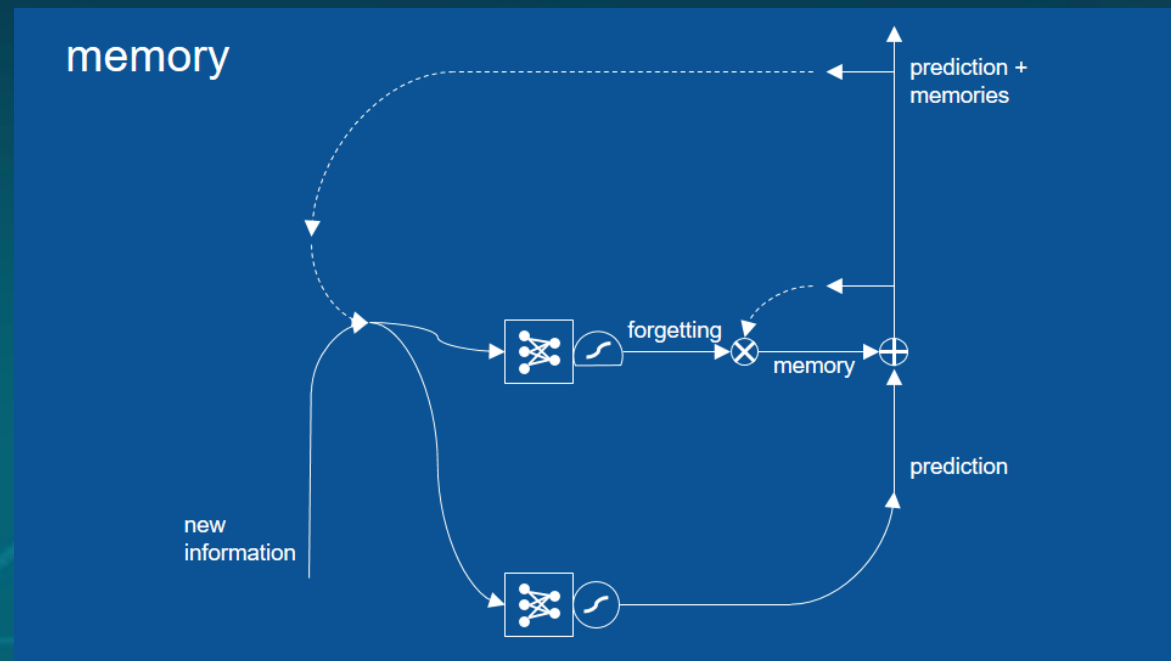 memory
prediction +
memories
forgetting
memory
prediction
new
information